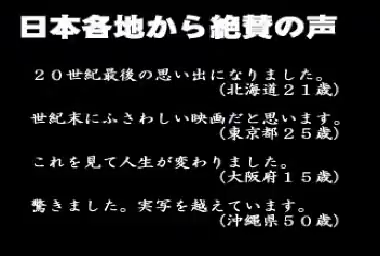 日本各地から絶賛の声
２０世紀最後の思い出になりました。
（北海道２１歳）
世紀末にふさわしい映画だと思います。
（東京都２５歳）
これを見て人生が変わりました。
（大阪府１５歳）
驚きました。実写を越えています。
（沖縄県５０歳）